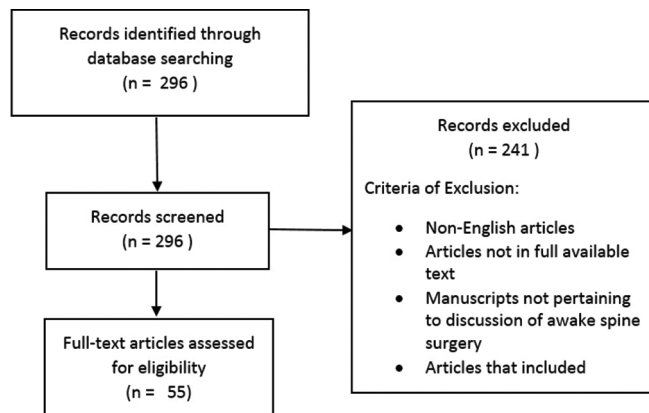 Records identified through
database searching
(n = 296 )
Records screened
(n = 296 )
Full-text articles assessed
for eligibility
(n = 55)
Records excluded
(n = 241 )
Criteria of Exclusion:
• Non-English articles
• Articles not in full available
text
• Manuscripts not pertaining
to discussion of awake spine
surgery
• Articles that included